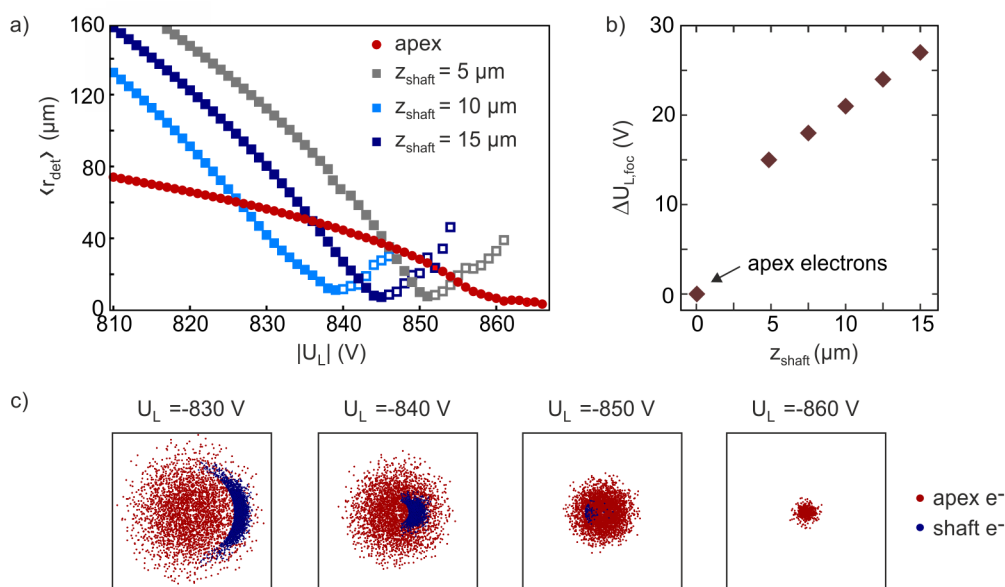 a)
160
120
80
40
0
⟨r_det⟩ (μm)
apex
z_shaft = 5 μm
z_shaft = 10 μm
z_shaft = 15 μm
810 820 830 840 850 860
|U_L| (V)
b)
30
20
10
0
ΔU_L,foc (V)
apex electrons
0 5 10 15
z_shaft (μm)
c)
U_L =-830 V U_L =-840 V U_L =-850 V U_L =-860 V
apex e⁻
shaft e⁻